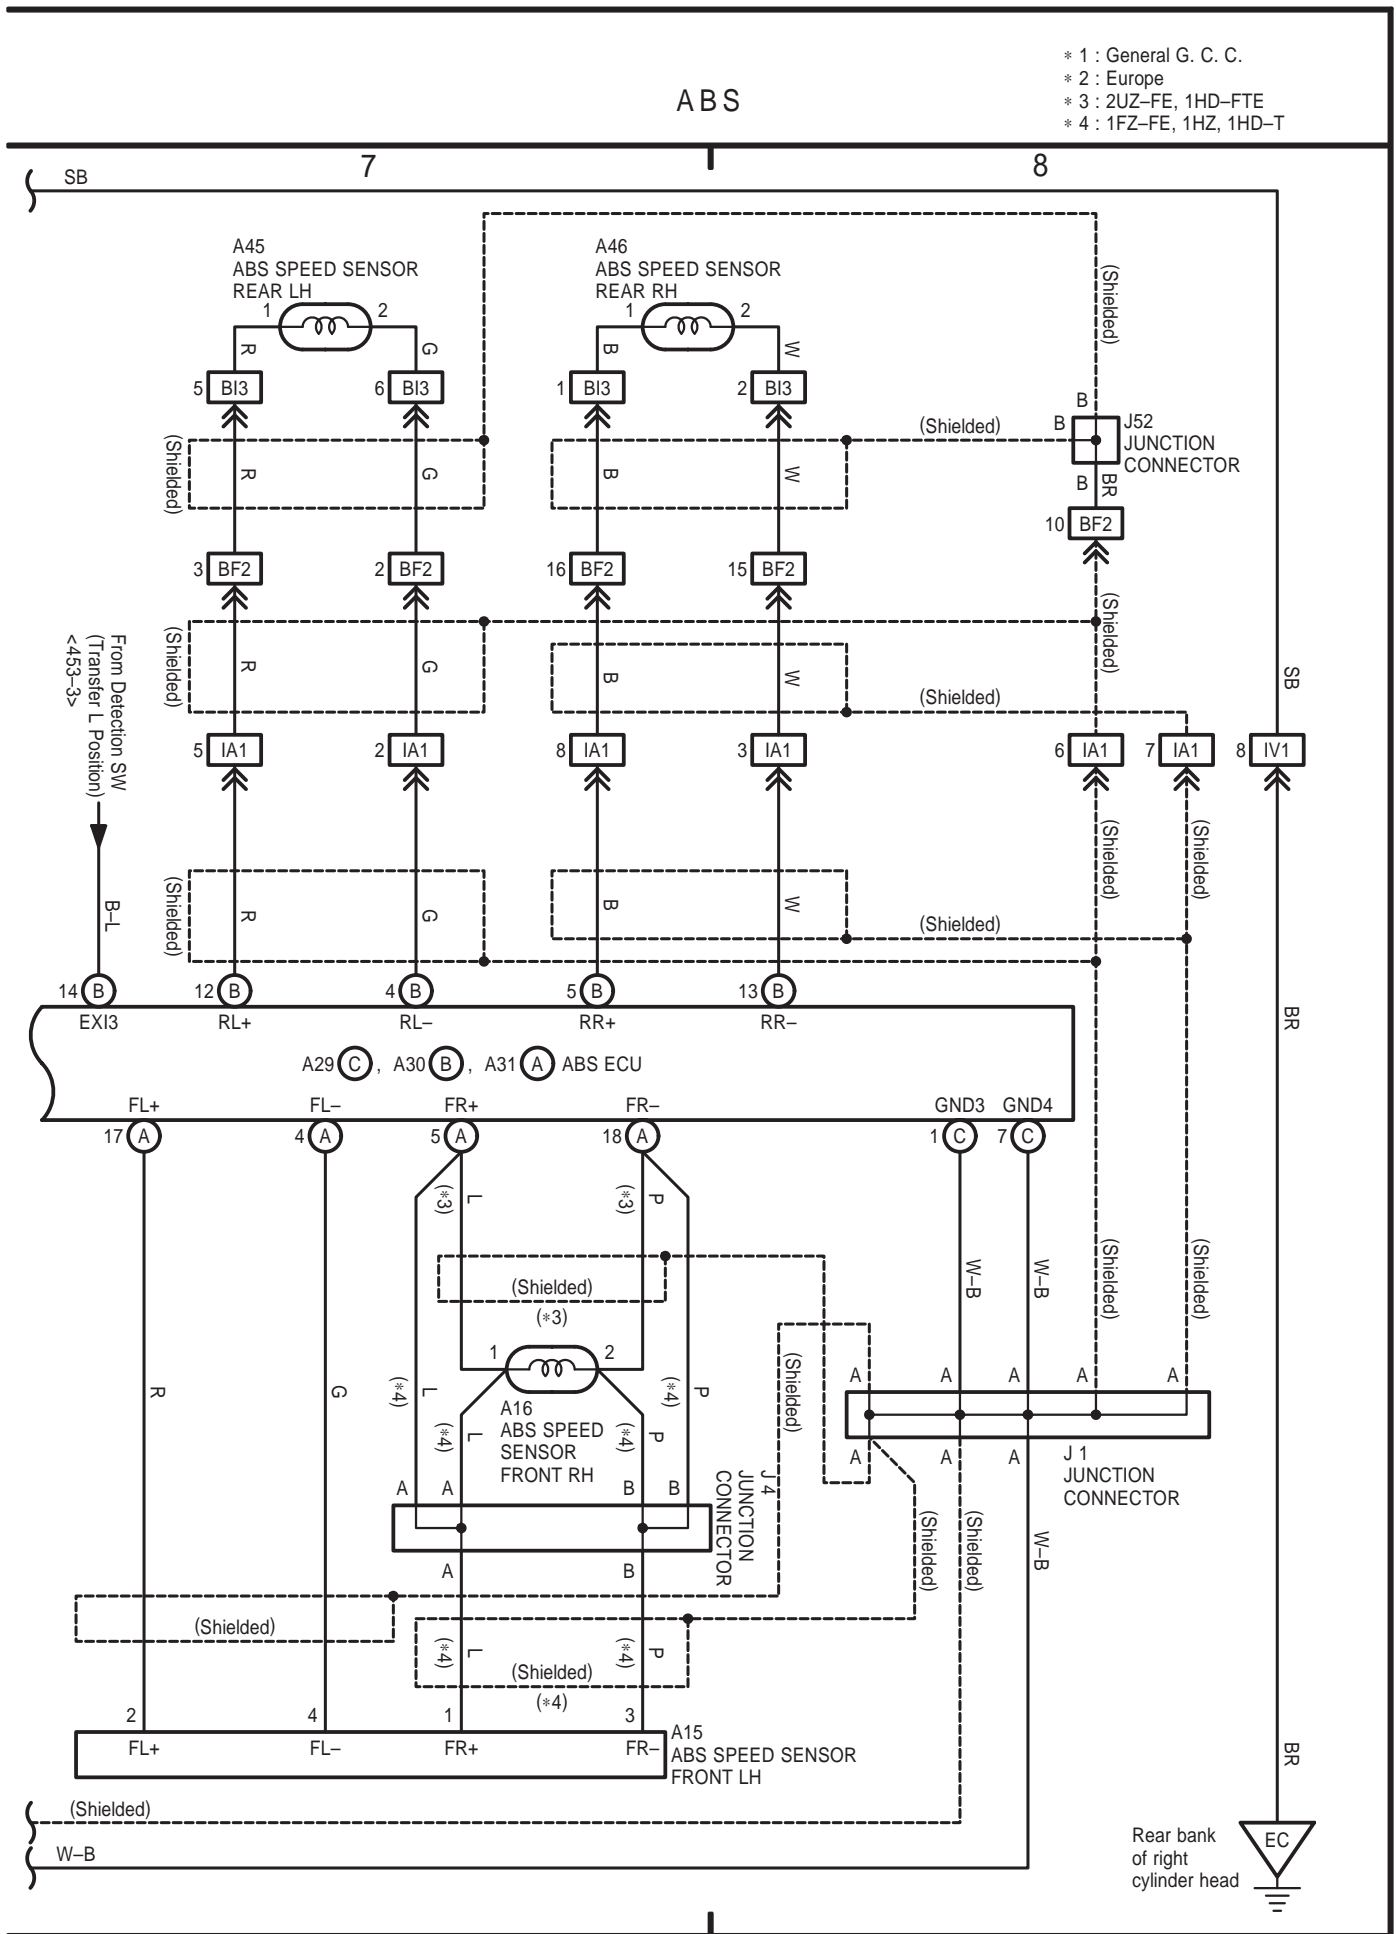 ABS
∗ 1 : General G. C. C.
∗ 2 : Europe
∗ 3 : 2UZ–FE, 1HD–FTE
∗ 4 : 1FZ–FE, 1HZ, 1HD–T
7
8
SB
A45
ABS SPEED SENSOR
REAR LH
1
2
A46
ABS SPEED SENSOR
REAR RH
1
2
(Shielded)
R
G
B
W
5 BI3
6 BI3
1 BI3
2 BI3
B
B
J52
JUNCTION
CONNECTOR
(Shielded)
(Shielded)
R
G
B
W
B
BR
10 BF2
3 BF2
2 BF2
16 BF2
15 BF2
From Detection SW
(Transfer L Position)
<453–3>
(Shielded)
R
G
B
W
(Shielded)
(Shielded)
SB
5 IA1
2 IA1
8 IA1
3 IA1
6 IA1
7 IA1
8 IV1
B–L
(Shielded)
R
G
B
W
(Shielded)
(Shielded)
(Shielded)
14 B
12 B
4 B
5 B
13 B
EXI3
RL+
RL–
RR+
RR–
BR
A29 C , A30 B , A31 A ABS ECU
FL+
FL–
FR+
FR–
GND3
GND4
17 A
4 A
5 A
18 A
1 C
7 C
L
(∗3)
P
(∗3)
(Shielded)
(∗3)
W–B
W–B
(Shielded)
(Shielded)
1
2
R
G
L
(∗4)
P
(∗4)
A16
ABS SPEED
SENSOR
FRONT RH
L
(∗4)
P
(∗4)
(Shielded)
A
A
A
A
A
A
A
A
J 1
JUNCTION
CONNECTOR
A
A
B
B
J 4
JUNCTION
CONNECTOR
A
B
(Shielded)
(Shielded)
W–B
(Shielded)
L
(∗4)
P
(∗4)
(Shielded)
(∗4)
2
4
1
3
FL+
FL–
FR+
FR–
A15
ABS SPEED SENSOR
FRONT LH
BR
(Shielded)
W–B
Rear bank
of right
cylinder head
EC